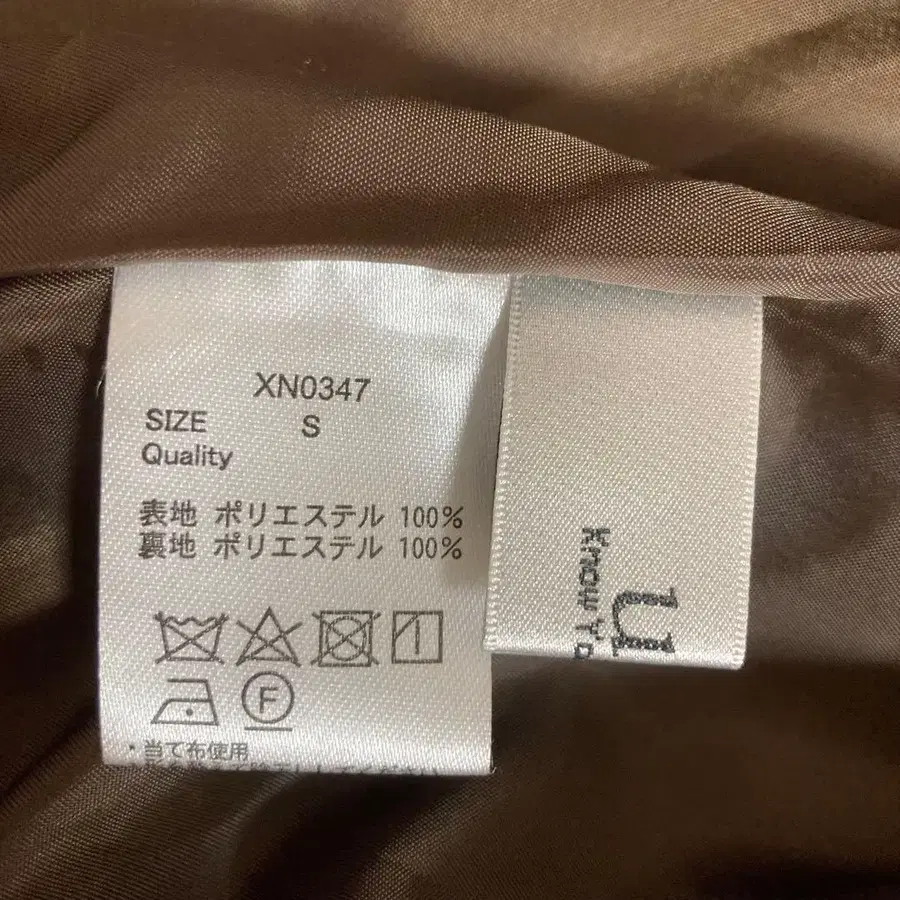 XN0347
SIZE S
Quality
表地 ポリエステル 100%
裏地 ポリエステル 100%
F
・当て布使用
u
Know Y